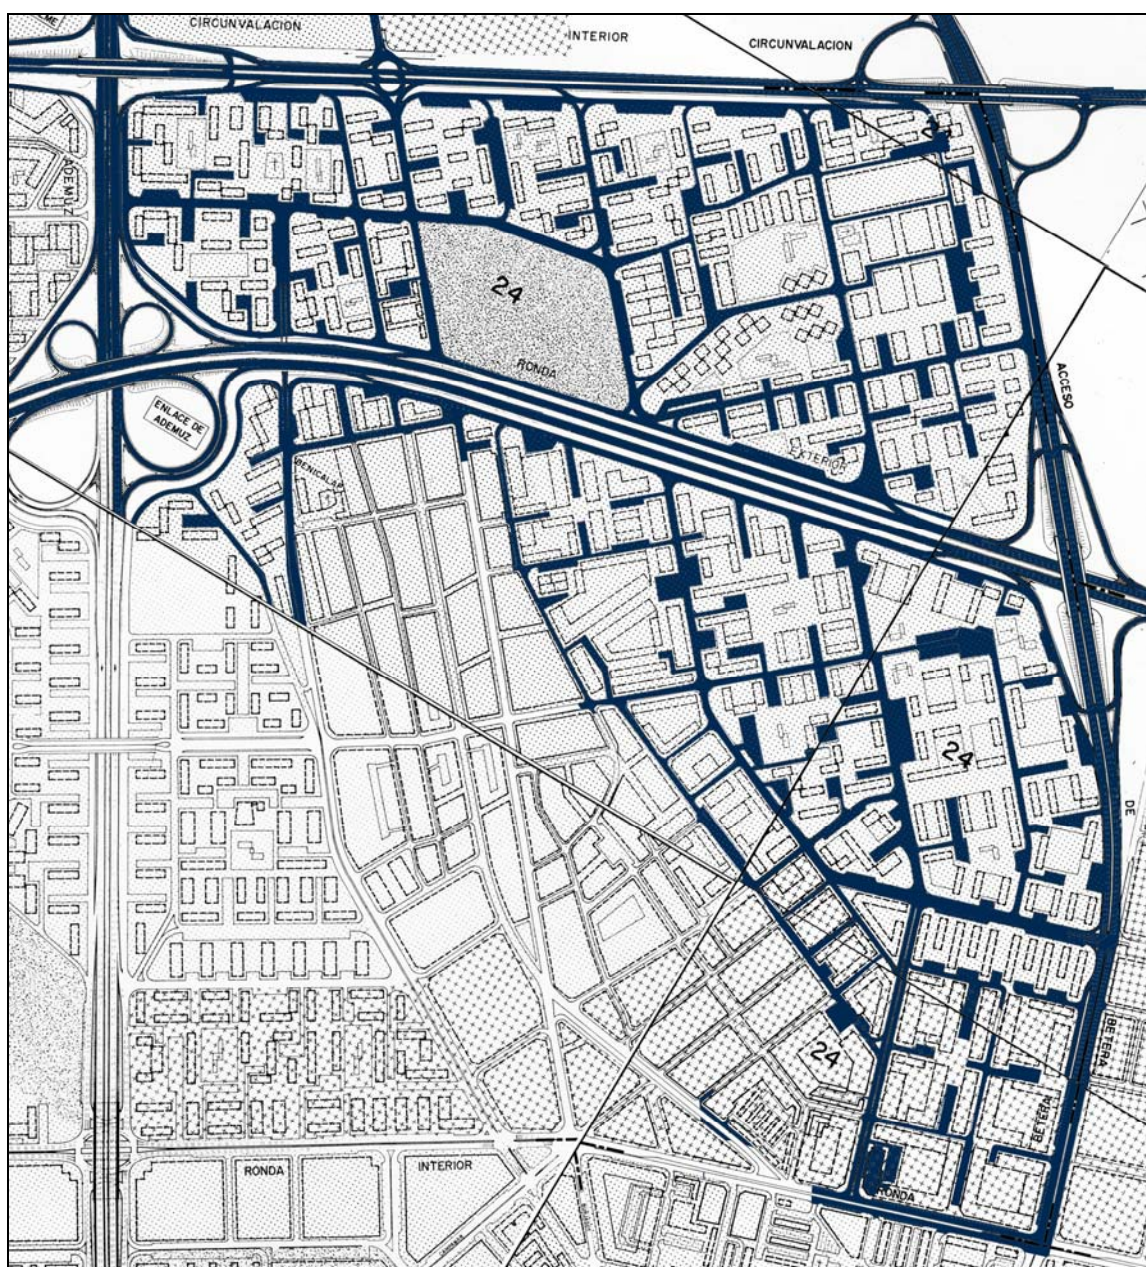 CIRCUNVALACION
INTERIOR
CIRCUNVALACION
ADEMUZ
24
24
RONDA
ACCESO
ENLACE DE
ADEMUZ
EXTERIOR
BENICALAP
24
DE
24
BETERA
BETERA
RONDA
INTERIOR
RONDA